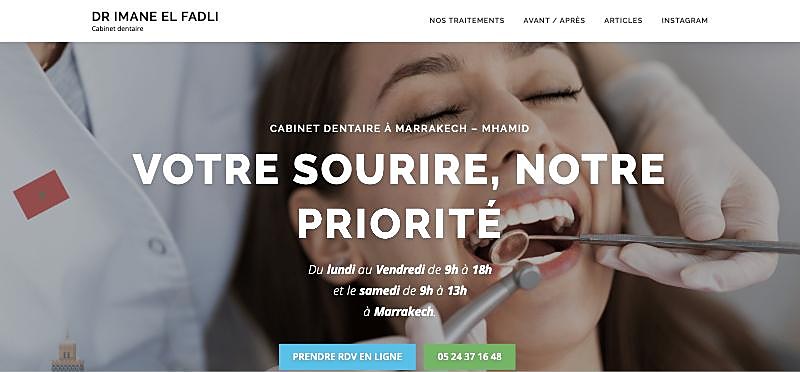 DR IMANE EL FADLI
Cabinet dentaire
NOS TRAITEMENTS
AVANT / APRÈS
ARTICLES
INSTAGRAM
CABINET DENTAIRE À MARRAKECH – MHAMID
VOTRE SOURIRE, NOTRE
PRIORITÉ
Du lundi au Vendredi de 9h à 18h
et le samedi de 9h à 13h
à Marrakech.
PRENDRE RDV EN LIGNE
05 24 37 16 48